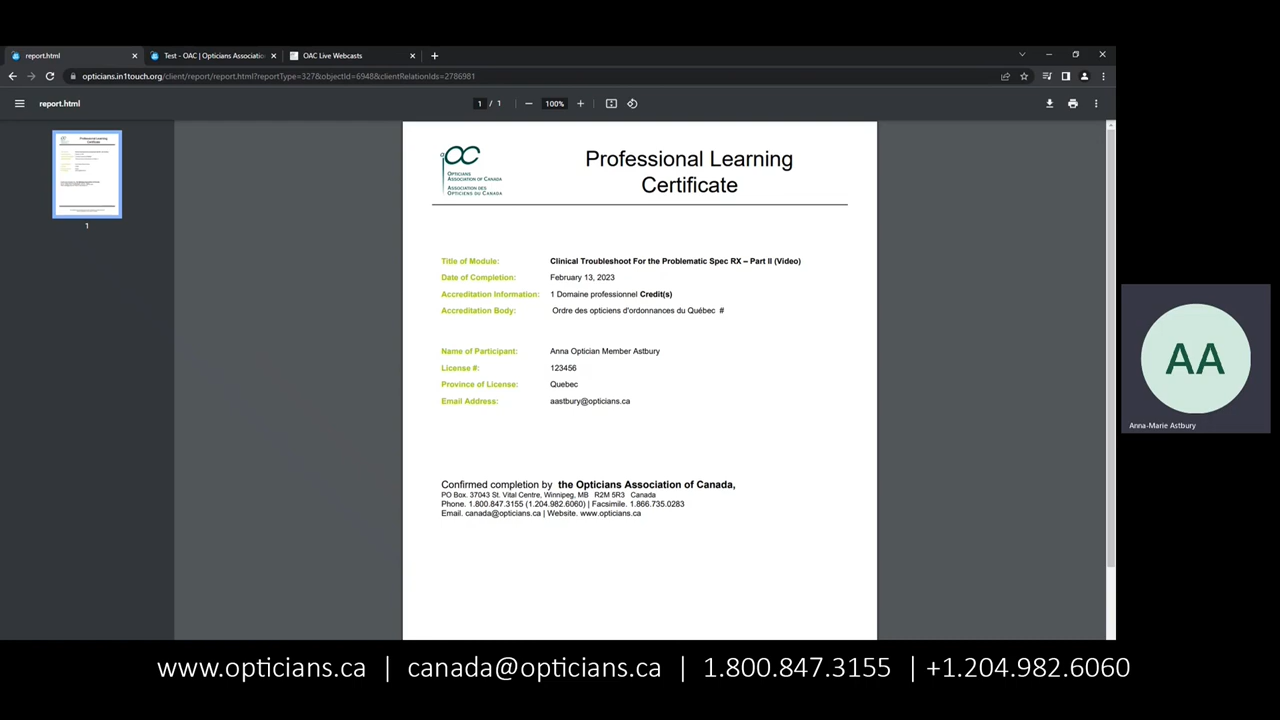 report.html
Test - OAC | Opticians Associatio
OAC Live Webcasts
opticians.in1touch.org/client/report/report.html?reportType=327&objectId=6948&clientRelationIds=2786981
report.html
1 / 1
100%
1
OC
OPTICIANS
ASSOCIATION OF CANADA
ASSOCIATION DES
OPTICIENS DU CANADA
Professional Learning
Certificate
Title of Module: Clinical Troubleshoot For the Problematic Spec RX – Part II (Video)
Date of Completion: February 13, 2023
Accreditation Information: 1 Domaine professionnel Credit(s)
Accreditation Body: Ordre des opticiens d'ordonnances du Québec #
Name of Participant: Anna Optician Member Astbury
License #: 123456
Province of License: Quebec
Email Address: aastbury@opticians.ca
Confirmed completion by the Opticians Association of Canada,
PO Box. 37043 St. Vital Centre, Winnipeg, MB R2M 5R3 Canada
Phone. 1.800.847.3155 (1.204.982.6060) | Facsimile. 1.866.735.0283
Email. canada@opticians.ca | Website. www.opticians.ca
AA
Anna-Marie Astbury
www.opticians.ca | canada@opticians.ca | 1.800.847.3155 | +1.204.982.6060